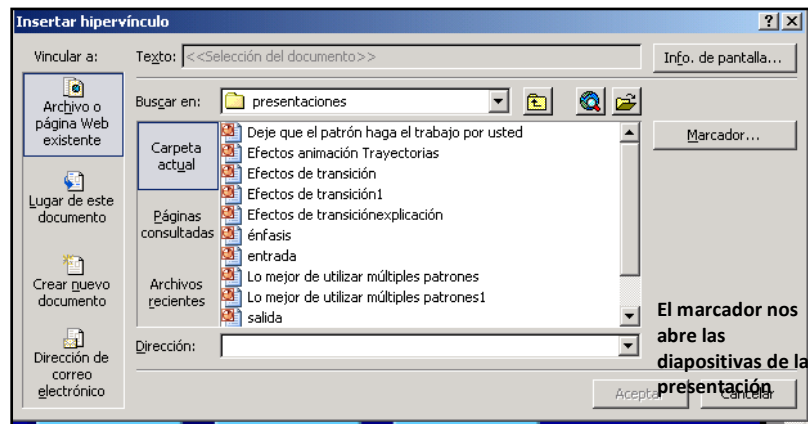 Insertar hipervínculo
Vincular a:
Texto: <<Selección del documento>>
Info. de pantalla...
Archivo o
página Web
existente
Lugar de este
documento
Crear nuevo
documento
Dirección de
correo
electrónico
Buscar en:
presentaciones
Carpeta
actual
Páginas
consultadas
Archivos
recientes
Deje que el patrón haga el trabajo por usted
Efectos animación Trayectorias
Efectos de transición
Efectos de transición1
Efectos de transiciónexplicación
énfasis
entrada
Lo mejor de utilizar múltiples patrones
Lo mejor de utilizar múltiples patrones1
salida
Marcador...
El marcador nos
abre las
diapositivas de la
presentación
Dirección:
Aceptar
Cancelar